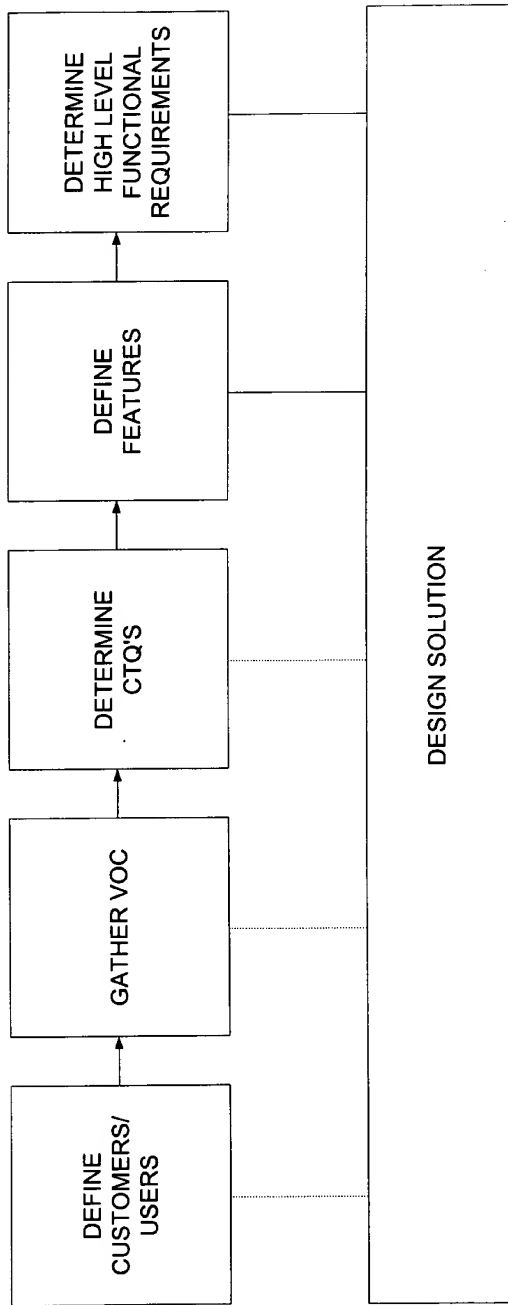 DEFINE
CUSTOMERS/
USERS
GATHER VOC
DETERMINE
CTQ'S
DEFINE
FEATURES
DETERMINE
HIGH LEVEL
FUNCTIONAL
REQUIREMENTS
DESIGN SOLUTION